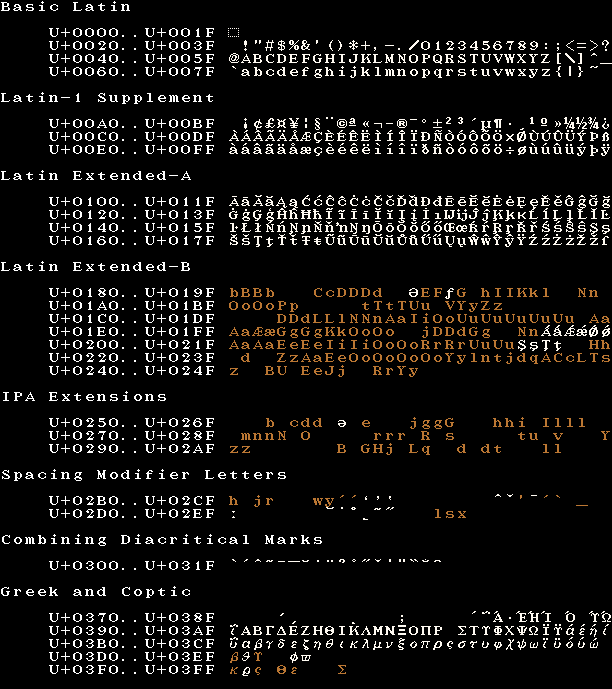 Basic Latin
U+0000..U+001F
U+0020..U+003F !"#$%&'()*+,-./0123456789:;<=>?
U+0040..U+005F @ABCDEFGHIJKLMNOPQRSTUVWXYZ[\]^_
U+0060..U+007F `abcdefghijklmnopqrstuvwxyz{|}~
Latin-1 Supplement
U+00A0..U+00BF ¡¢£¤¥¦§¨©ª«¬-®¯°±²³´µ¶· ¸¹º»¼½¾¿
U+00C0..U+00DF ÀÁÂÃÄÅÆÇÈÉÊËÌÍÎÏÐÑÒÓÔÕÖ×ØÙÚÛÜÝÞß
U+00E0..U+00FF àáâãäåæçèéêëìíîïðñòóôõö÷øùúûüýþÿ
Latin Extended-A
U+0100..U+011F ĀāĂăĄąĆćĈĉĊċČčĎďĐđĒēĔĕĖėĘęĚěĜĝĞğ
U+0120..U+013F ĠġĢģĤĥĦħĨĩĪīĬĭĮįİıĲĳĴĵĶķĸĹĺĻļĽľĿ
U+0140..U+015F ŀŁłŃńŅņŇňŉŊŋŌōŎŏŐőŒœŔŕŖŗŘřŚśŜŝŞş
U+0160..U+017F ŠšŢţŤťŦŧŨũŪūŬŭŮůŰűŲųŴŵŶŷŸŹźŻżŽžſ
Latin Extended-B
U+0180..U+019F bBBb CcDDDd ƏEFƒG hIIKkl Nn
U+01A0..U+01BF OoOoPp tTtTUu VYyZz
U+01C0..U+01DF DDdLLlNNnAaIiOoUuUuUuUuUu Aa
U+01E0..U+01FF AaÆæGgGgKkOoOo jDDdGg NnÅåÆǽØø
U+0200..U+021F AaAaEeEeIiIiOoOoRrRrUuUuȘșȚț Hh
U+0220..U+023F d ZzAaEeOoOoOoOoYylntjdqACcLTs
U+0240..U+024F z BU EeJj RrYy
IPA Extensions
U+0250..U+026F b cdd ə e jggG hhi Illl
U+0270..U+028F mnnN O rrr R s tu v Y
U+0290..U+02AF zz B GHj Lq d dt ll
Spacing Modifier Letters
U+02B0..U+02CF h jr wy
U+02D0..U+02EF : lsx
Combining Diacritical Marks
U+0300..U+031F
Greek and Coptic
U+0370..U+038F ; ΄΅Ά·ΈΉΊ Ό ΎΏ
U+0390..U+03AF ΐΑΒΓΔΕΖΗΘΙΚΛΜΝΞΟΠΡ ΣΤΥΦΧΨΩΪΫάέήί
U+03B0..U+03CF ΰαβγδεζηθικλμνξοπρςστυφχψωϊϋόύώ
U+03D0..U+03EF βϑϒ ϕϖ
U+03F0..U+03FF κϱς Θε Σ